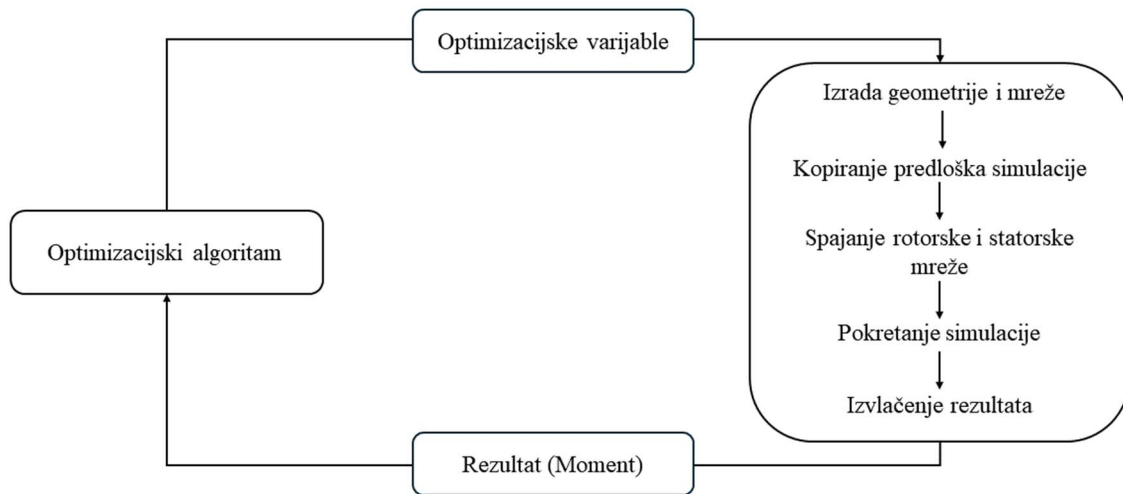 Optimizacijske varijable
Izrada geometrije i mreže
Kopiranje predloška simulacije
Spajanje rotorske i statorske
mreže
Pokretanje simulacije
Izvlačenje rezultata
Rezultat (Moment)
Optimizacijski algoritam